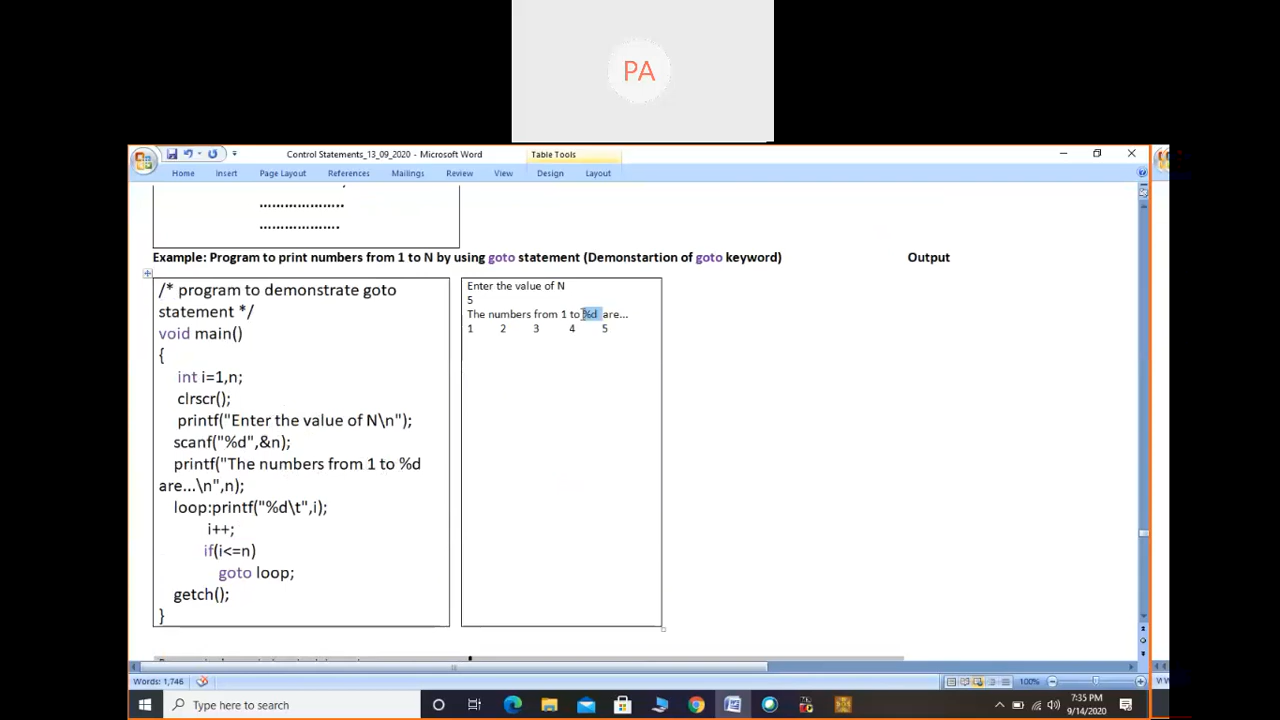 PA
Control Statements_13_09_2020 - Microsoft Word
Table Tools
Home Insert Page Layout References Mailings Review View Design Layout
………………..
……………….
Example: Program to print numbers from 1 to N by using goto statement (Demonstartion of goto keyword) Output
/* program to demonstrate goto
statement */
void main()
{
int i=1,n;
clrscr();
printf("Enter the value of N\n");
scanf("%d",&n);
printf("The numbers from 1 to %d
are...\n",n);
loop:printf("%d\t",i);
i++;
if(i<=n)
goto loop;
getch();
}
Enter the value of N
5
The numbers from 1 to %d are...
1 2 3 4 5
Words: 1,746
100%
Type here to search
7:35 PM
9/14/2020